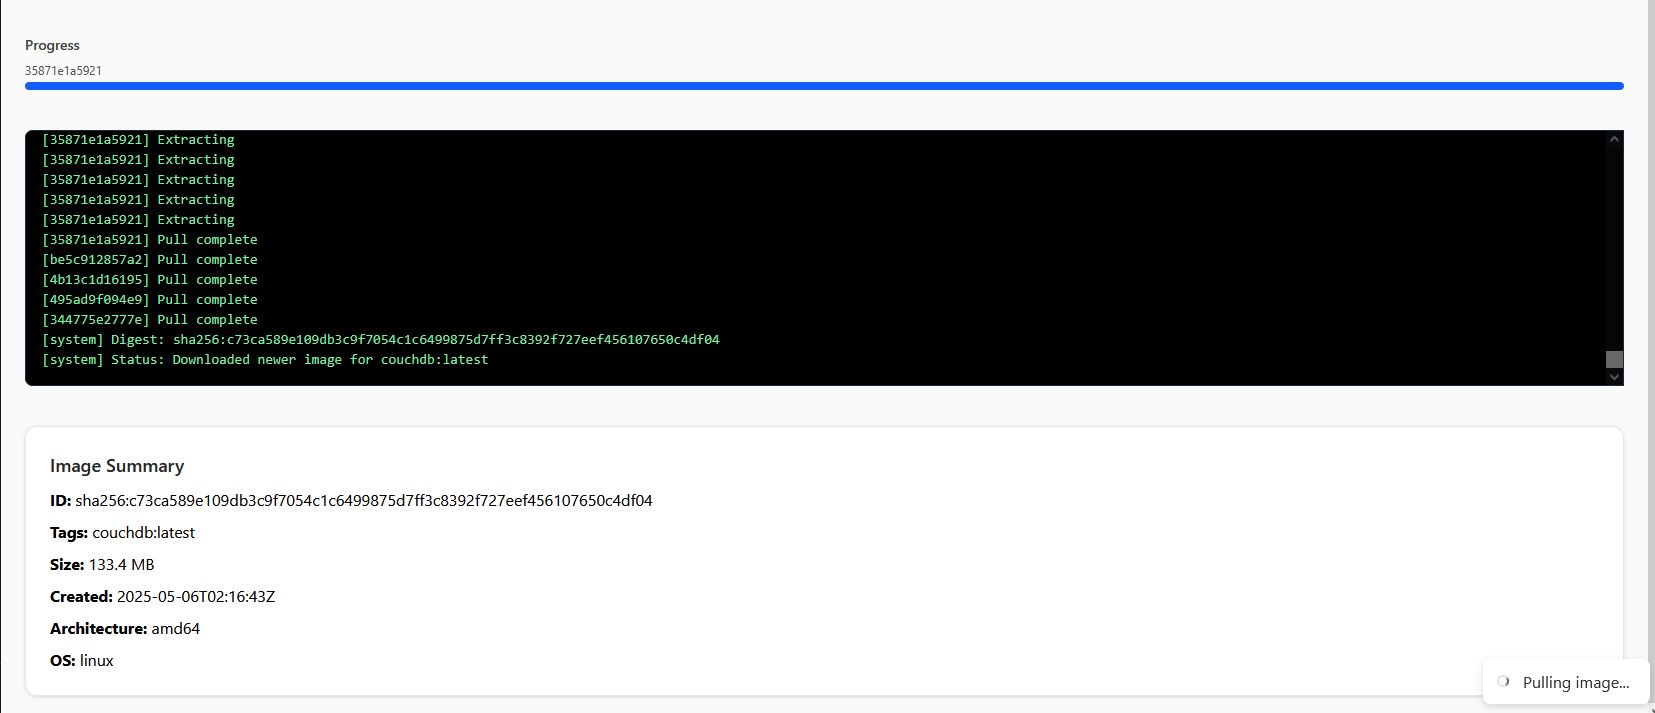 Progress
35871e1a5921
[35871e1a5921] Extracting
[35871e1a5921] Extracting
[35871e1a5921] Extracting
[35871e1a5921] Extracting
[35871e1a5921] Extracting
[35871e1a5921] Pull complete
[be5c912857a2] Pull complete
[4b13c1d16195] Pull complete
[495ad9f094e9] Pull complete
[344775e2777e] Pull complete
[system] Digest: sha256:c73ca589e109db3c9f7054c1c6499875d7ff3c8392f727eef456107650c4df04
[system] Status: Downloaded newer image for couchdb:latest
Image Summary
ID: sha256:c73ca589e109db3c9f7054c1c6499875d7ff3c8392f727eef456107650c4df04
Tags: couchdb:latest
Size: 133.4 MB
Created: 2025-05-06T02:16:43Z
Architecture: amd64
OS: linux
Pulling image...